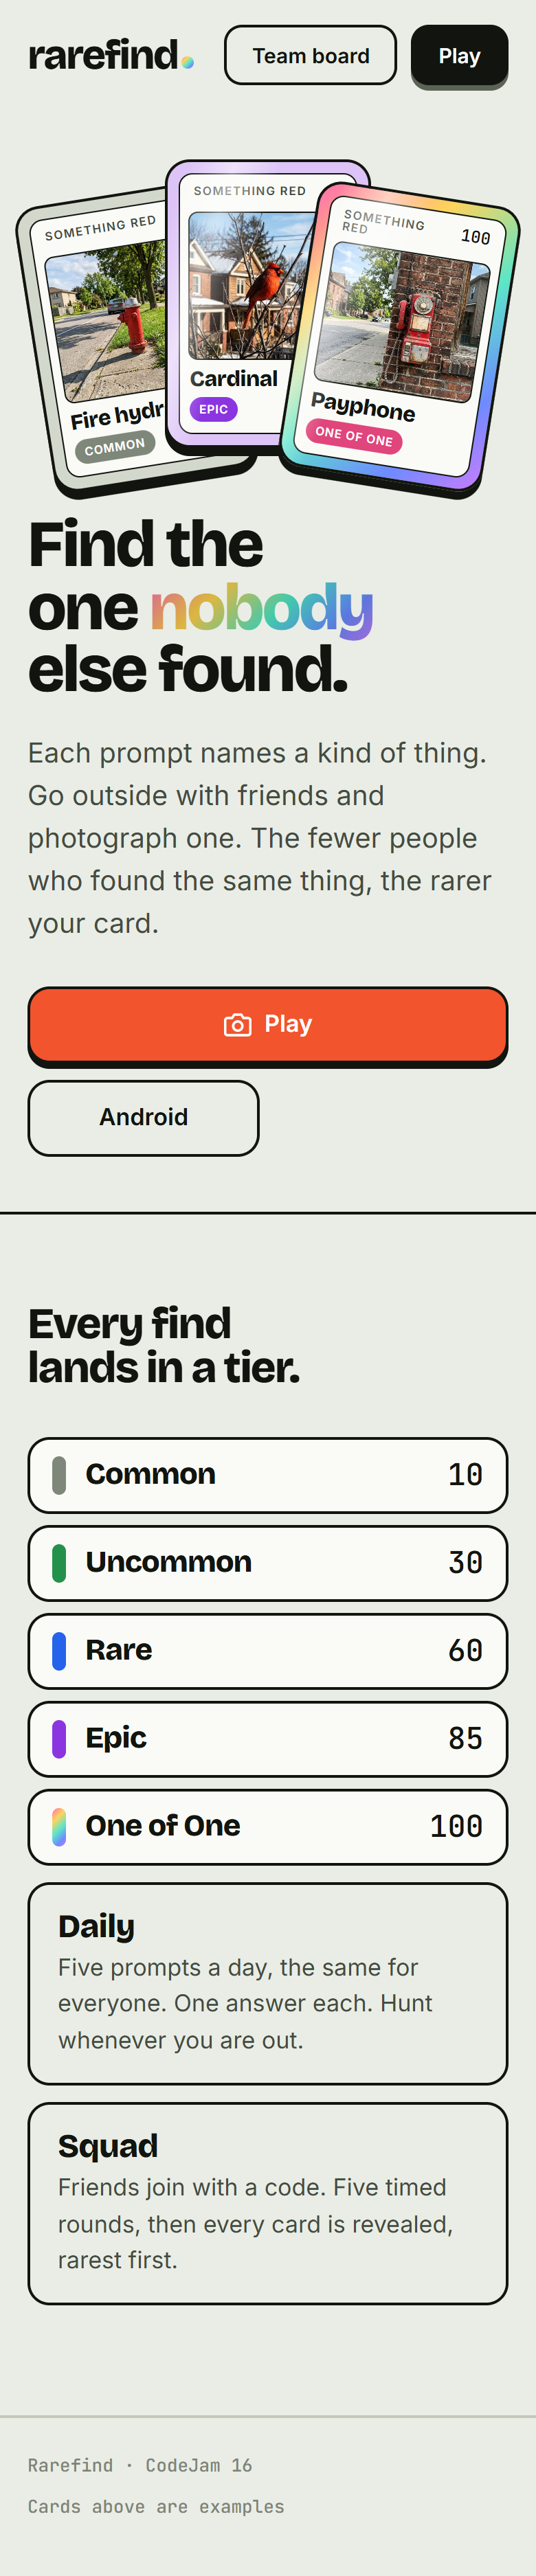 rarefind
Team board
Play
SOMETHING RED
Fire hydr
COMMON
SOMETHING RED
Cardinal
EPIC
SOMETHING
RED
100
Payphone
ONE OF ONE
Find the
one nobody
else found.
Each prompt names a kind of thing.
Go outside with friends and
photograph one. The fewer people
who found the same thing, the rarer
your card.
Play
Android
Every find
lands in a tier.
Common 10
Uncommon 30
Rare 60
Epic 85
One of One 100
Daily
Five prompts a day, the same for
everyone. One answer each. Hunt
whenever you are out.
Squad
Friends join with a code. Five timed
rounds, then every card is revealed,
rarest first.
Rarefind · CodeJam 16
Cards above are examples